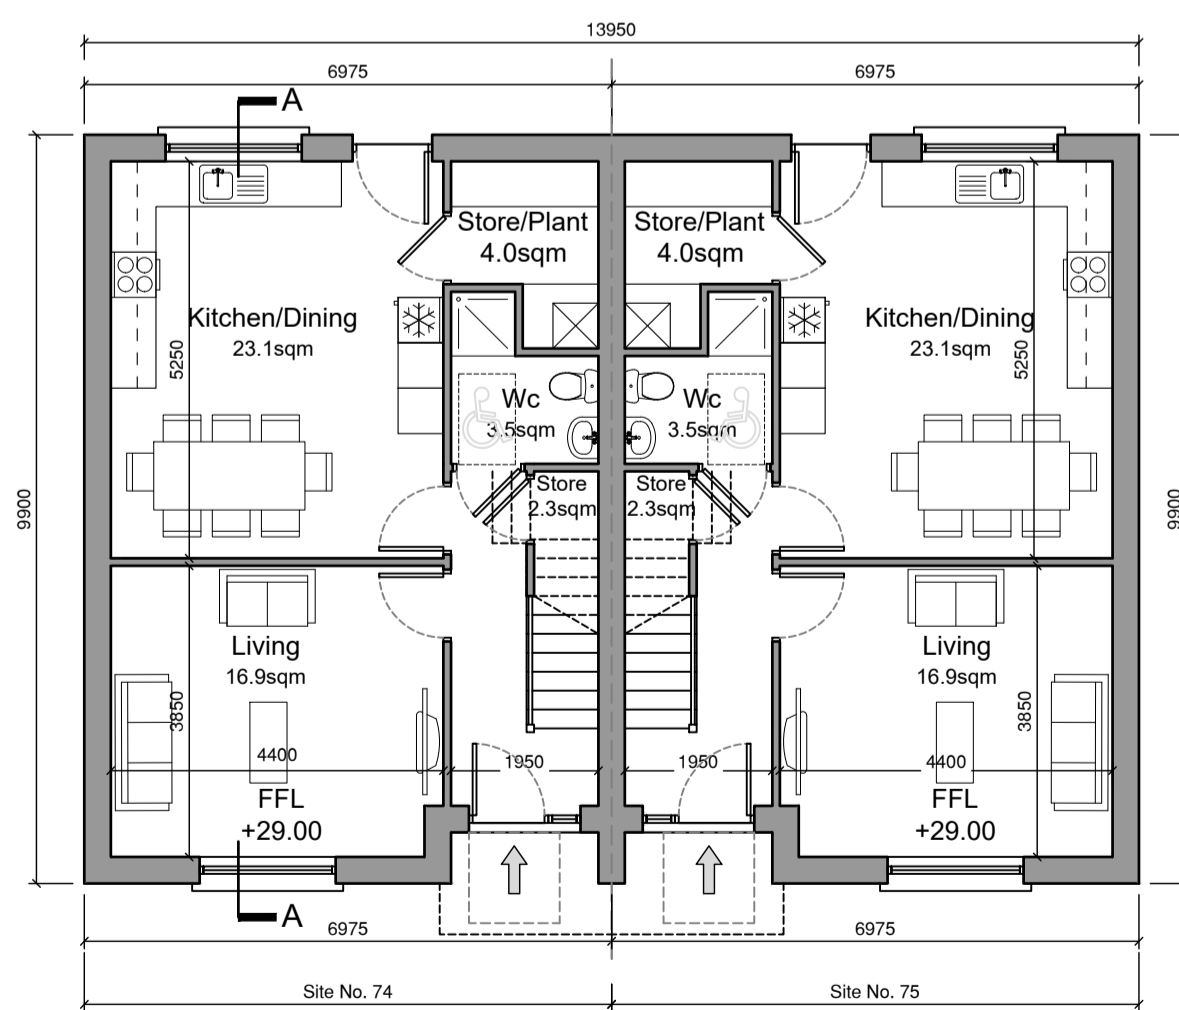 13950
6975
6975
A
Store/Plant
4.0sqm
Store/Plant
4.0sqm
Kitchen/Dining
23.1sqm
Kitchen/Dining
23.1sqm
5250
5250
Wc
3.5sqm
Wc
3.5sqm
Store
2.3sqm
Store
2.3sqm
9900
9900
Living
16.9sqm
Living
16.9sqm
3850
3850
4400
1950
1950
4400
FFL
+29.00
FFL
+29.00
A
6975
6975
Site No. 74
Site No. 75